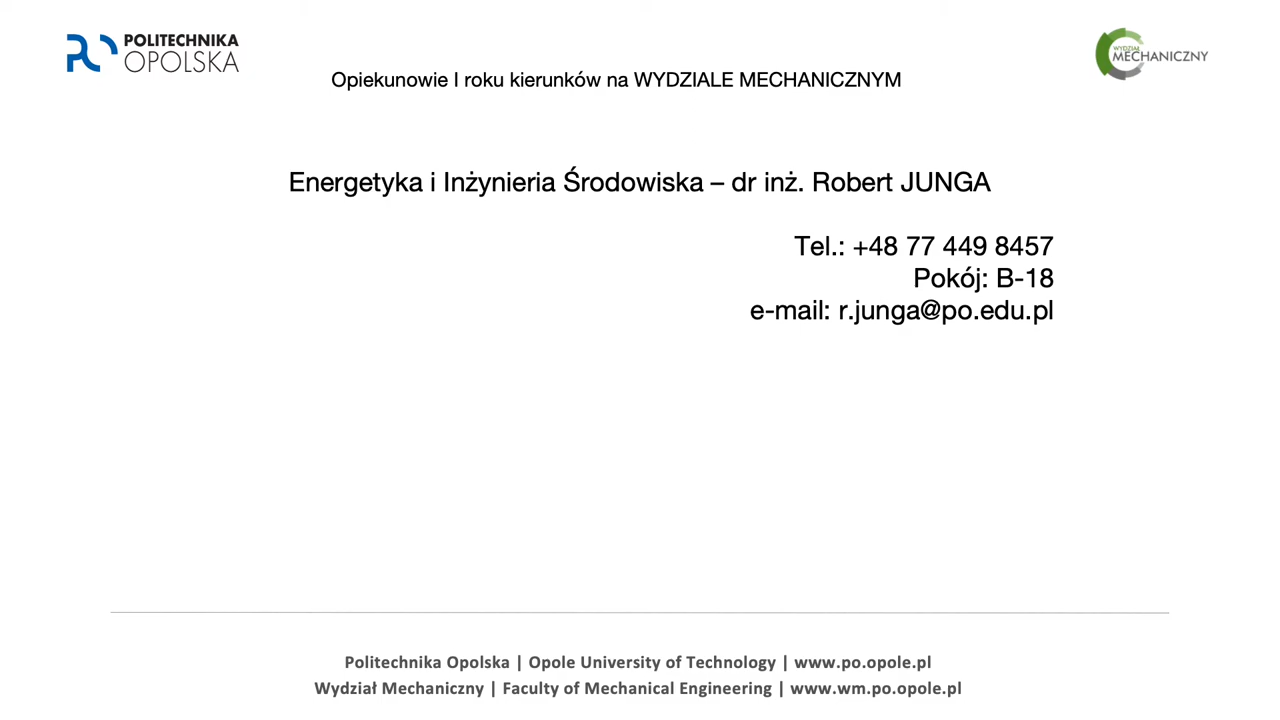 POLITECHNIKA
OPOLSKA
WYDZIAŁ
MECHANICZNY
Opiekunowie I roku kierunków na WYDZIALE MECHANICZNYM
Energetyka i Inżynieria Środowiska – dr inż. Robert JUNGA
Tel.: +48 77 449 8457
Pokój: B-18
e-mail: r.junga@po.edu.pl
Politechnika Opolska | Opole University of Technology | www.po.opole.pl
Wydział Mechaniczny | Faculty of Mechanical Engineering | www.wm.po.opole.pl